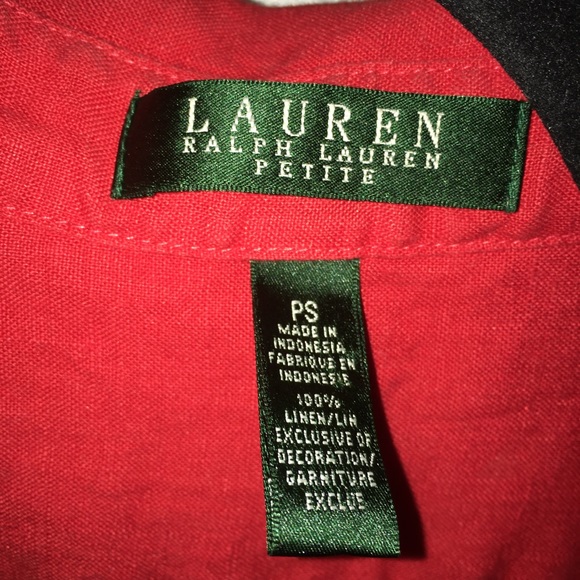 LAUREN
RALPH LAUREN
PETITE
PS
MADE IN
INDONESIA
FABRIQUE EN
INDONESIE
100%
LINEN/LIN
EXCLUSIVE OF
DECORATION/
GARNITURE
EXCLUE